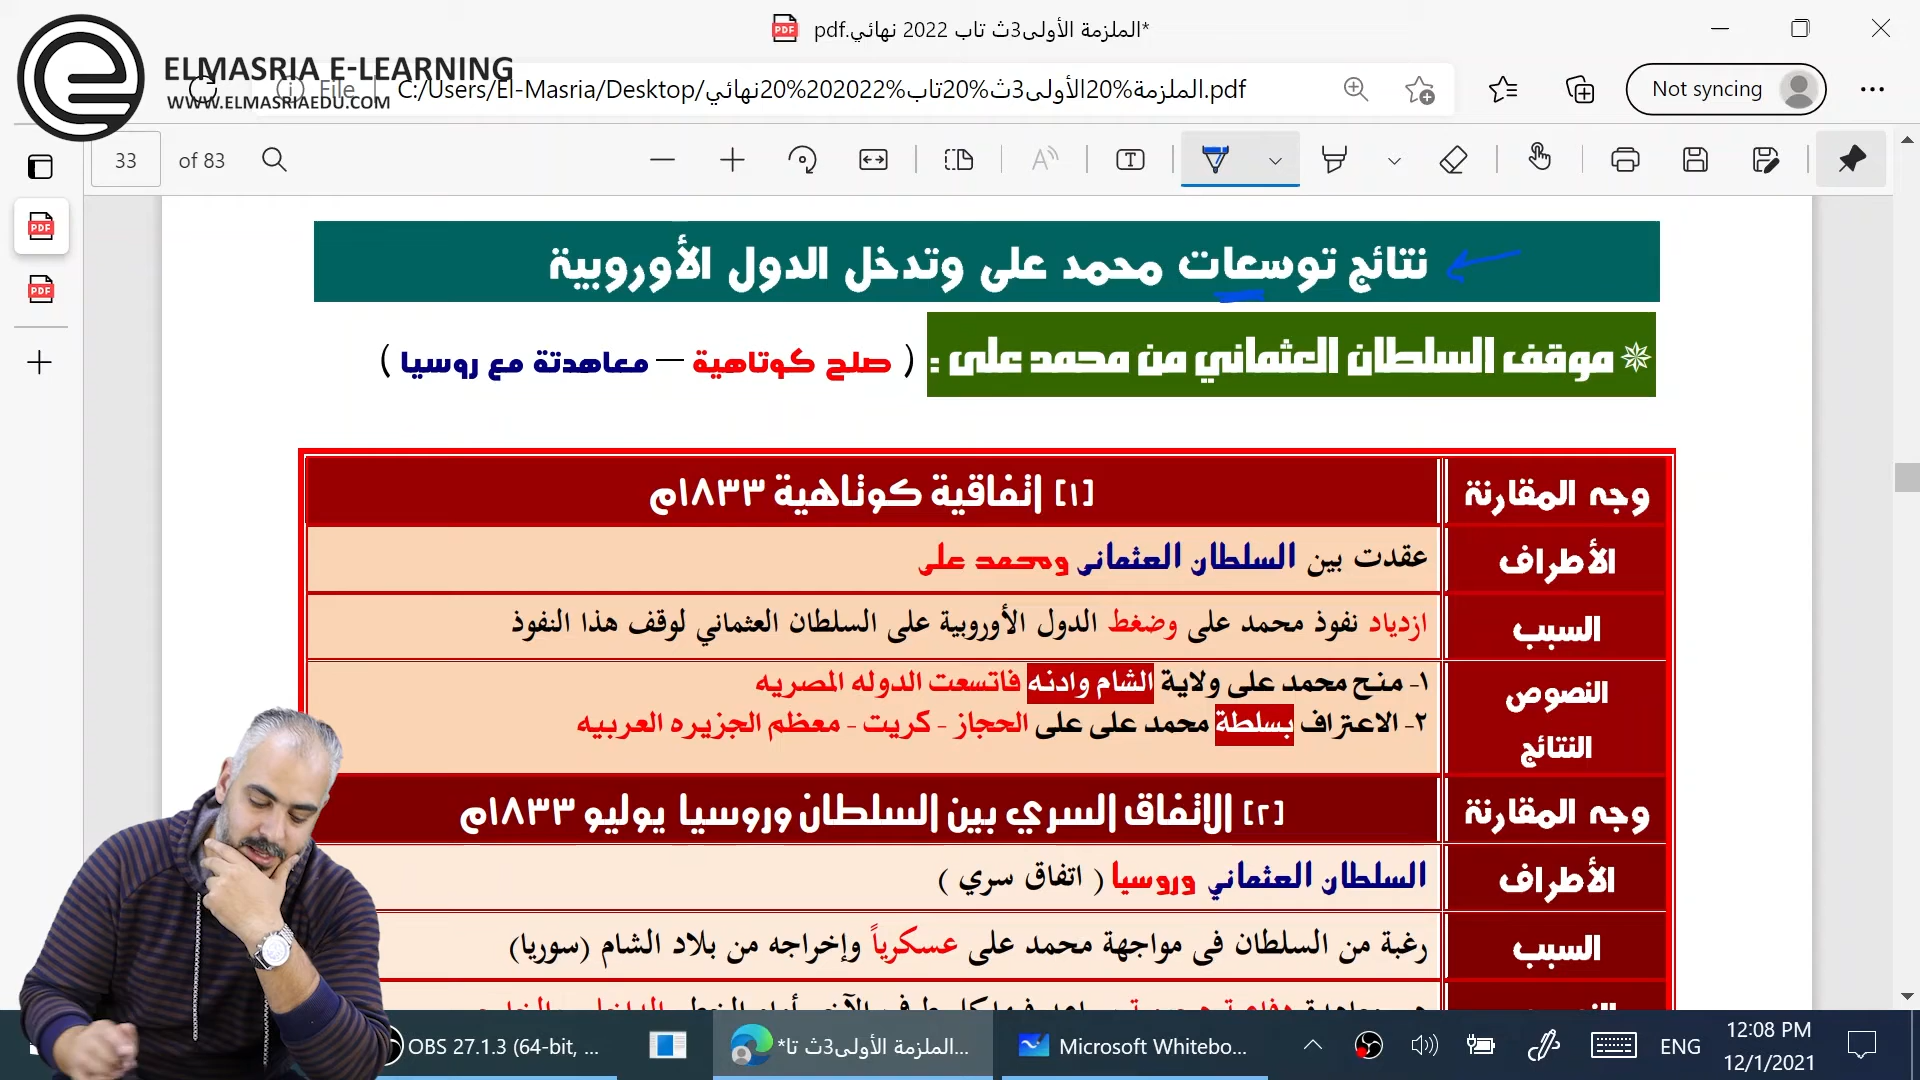 الملزمة الأولى3ث تاب 2022 نهائي.pdf*
ELMASRIA E-LEARNING
WWW.ELMASRIAEDU.COM
File
C:/Users/El-Masria/Desktop/الملزمة%20الأولى3ث%20تاب%202022%20نهائي.pdf
Not syncing
33 of 83
نتائج توسعات محمد على وتدخل الدول الأوروبية
موقف السلطان العثماني من محمد على : ( صلح كوتاهية – معاهدتة مع روسيا )
وجه المقارنة
[١] إتفاقية كوتاهية ١٨٣٣م
الأطراف
عقدت بين السلطان العثمانى ومحمد على
السبب
ازدياد نفوذ محمد على وضغط الدول الأوروبية على السلطان العثماني لوقف هذا النفوذ
النصوص
النتائج
١- منح محمد على ولاية الشام وادنه فاتسعت الدوله المصريه
٢- الاعتراف بسلطة محمد على على الحجاز - كريت - معظم الجزيره العربيه
وجه المقارنة
[٢] الإتفاق السري بين السلطان وروسيا يوليو ١٨٣٣م
الأطراف
السلطان العثماني وروسيا ( اتفاق سري )
السبب
رغبة من السلطان فى مواجهة محمد على عسكرياً وإخراجه من بلاد الشام (سوريا)
OBS 27.1.3 (64-bit, ...
الملزمة الأولى3ث تا*...
Microsoft Whitebo...
ENG
12:08 PM
12/1/2021